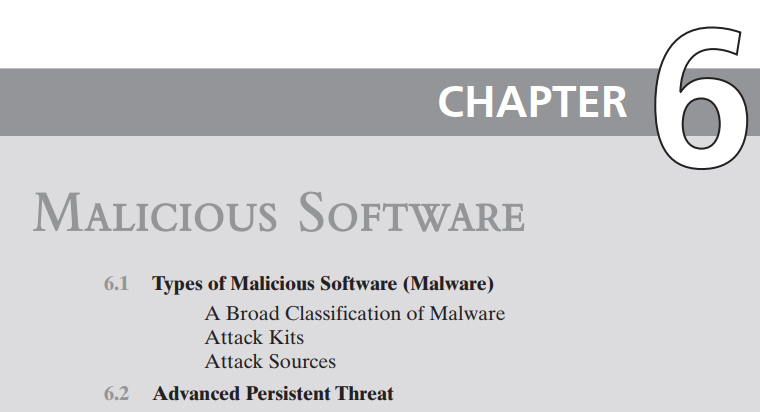 CHAPTER 6
MALICIOUS SOFTWARE
6.1 Types of Malicious Software (Malware)
A Broad Classification of Malware
Attack Kits
Attack Sources
6.2 Advanced Persistent Threat